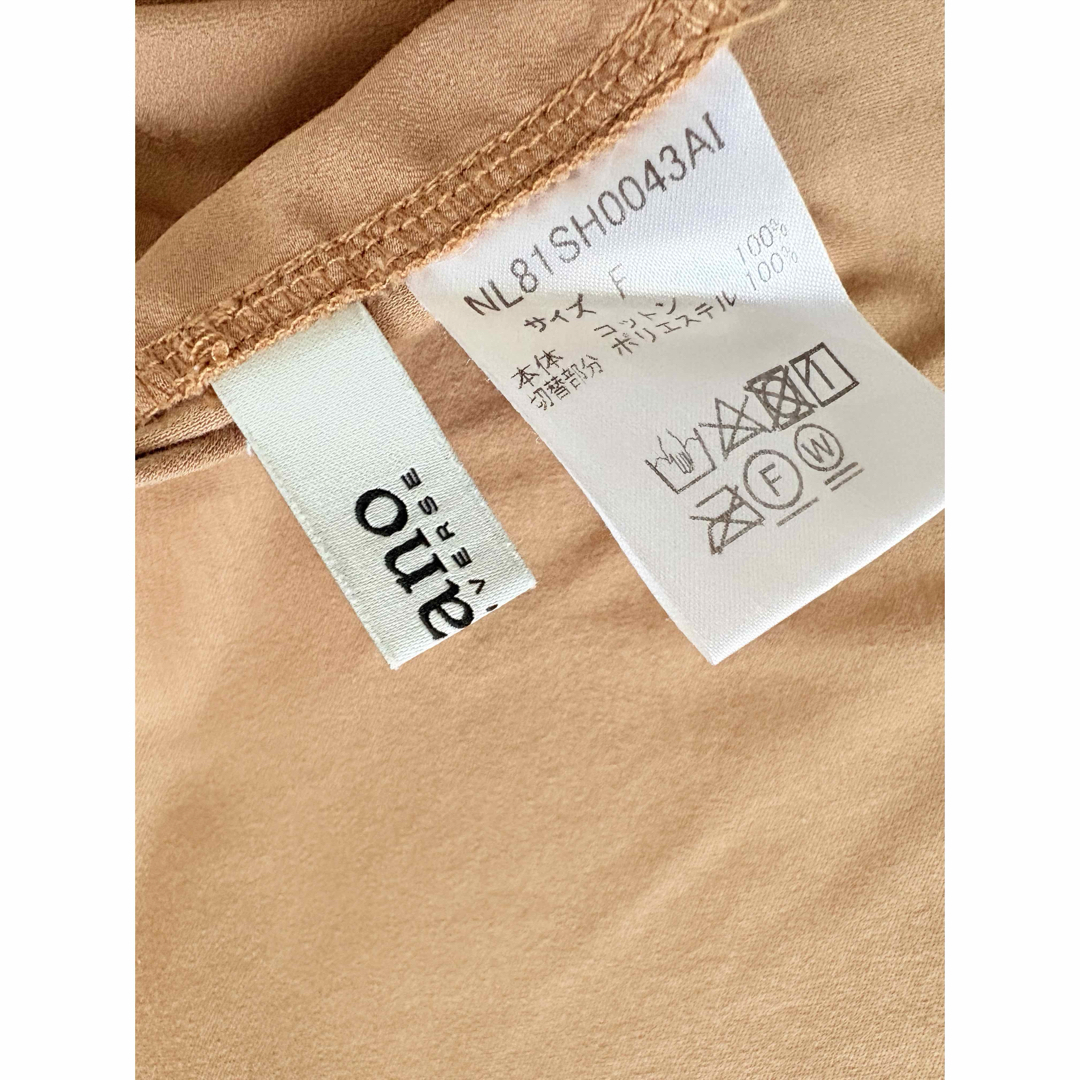 NL81SH0043AI
サイズ F
本体 コットン 100%
切替部分 ポリエステル 100%
F W
ano
VERSE